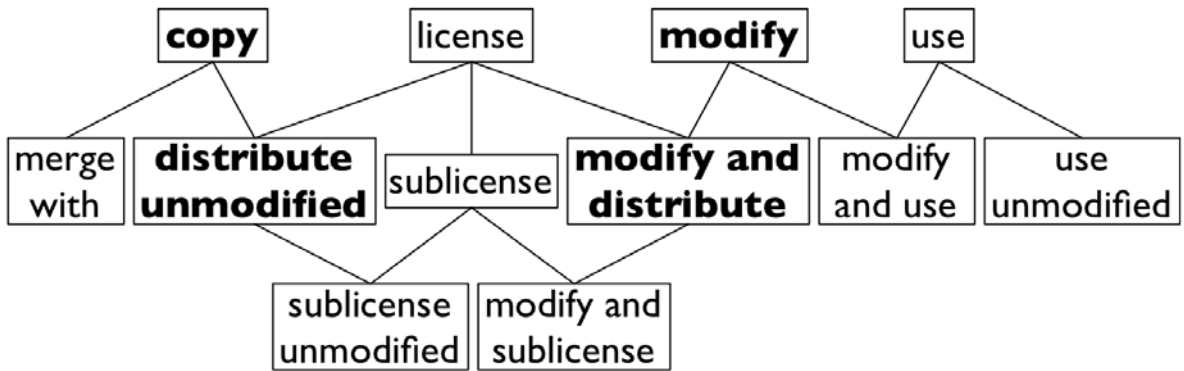 copy
license
modify
use
merge
with
distribute
unmodified
sublicense
modify and
distribute
modify
and use
use
unmodified
sublicense
unmodified
modify and
sublicense